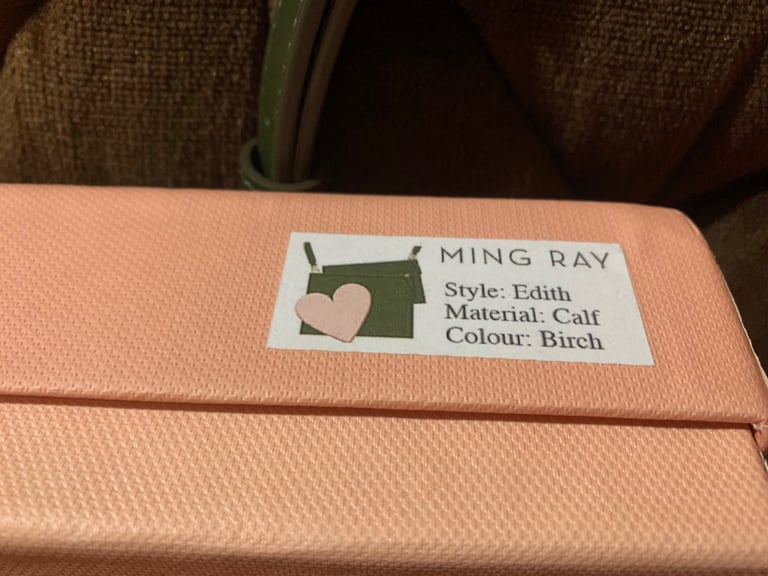 MING RAY
Style: Edith
Material: Calf
Colour: Birch